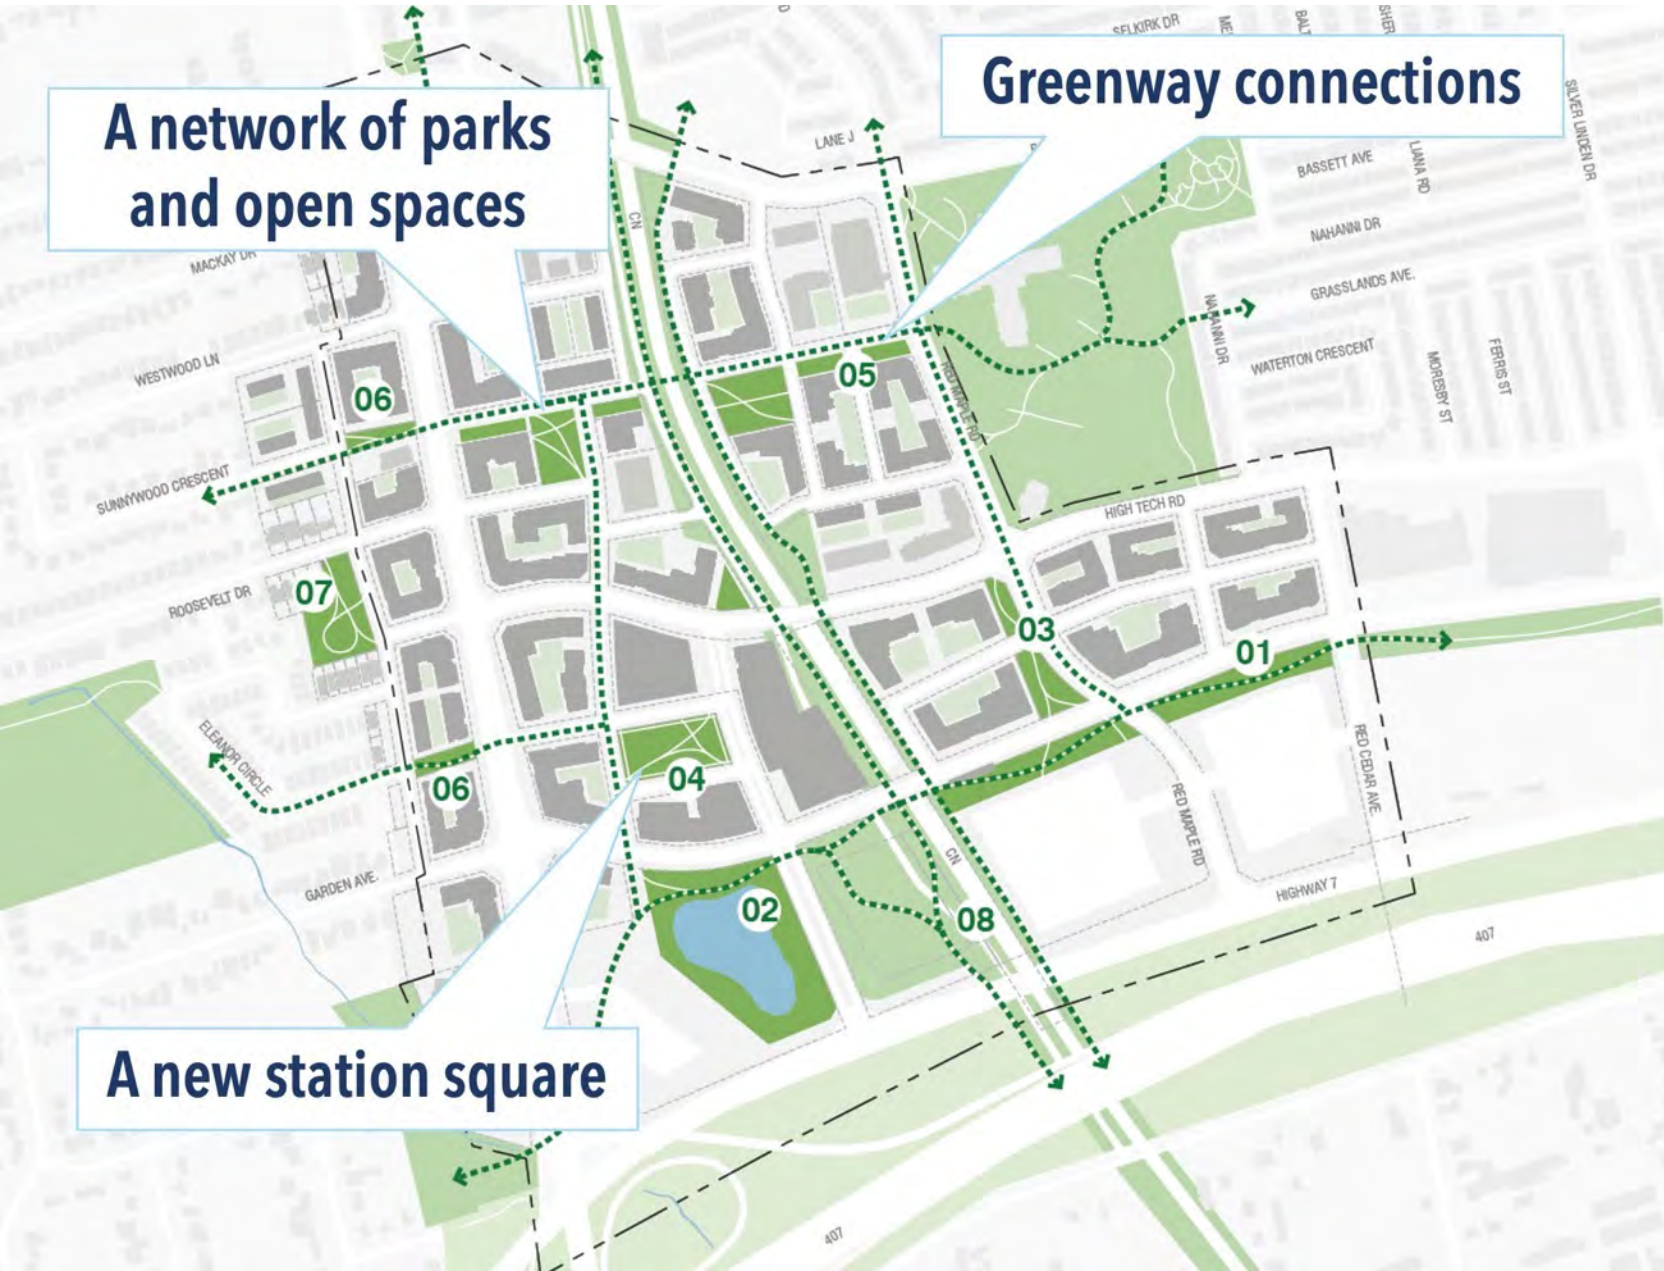 SELKIRK DR
Greenway connections
A network of parks
and open spaces
SILVER LINDEN DR
LANE J
BASSETT AVE
LIANA RD
CN
NAHANNI DR
MACKAY DR
GRASSLANDS AVE.
NAHANNI DR
WESTWOOD LN
WATERTON CRESCENT
MORESBY ST
FERRIS ST
05
06
RED MAPLE RD
SUNNYWOOD CRESCENT
HIGH TECH RD
07
ROOSEVELT DR
03
01
ELEANOR CIRCLE
04
06
RED CEDAR AVE.
RED MAPLE RD
CN
GARDEN AVE.
HIGHWAY 7
02
08
407
A new station square
407